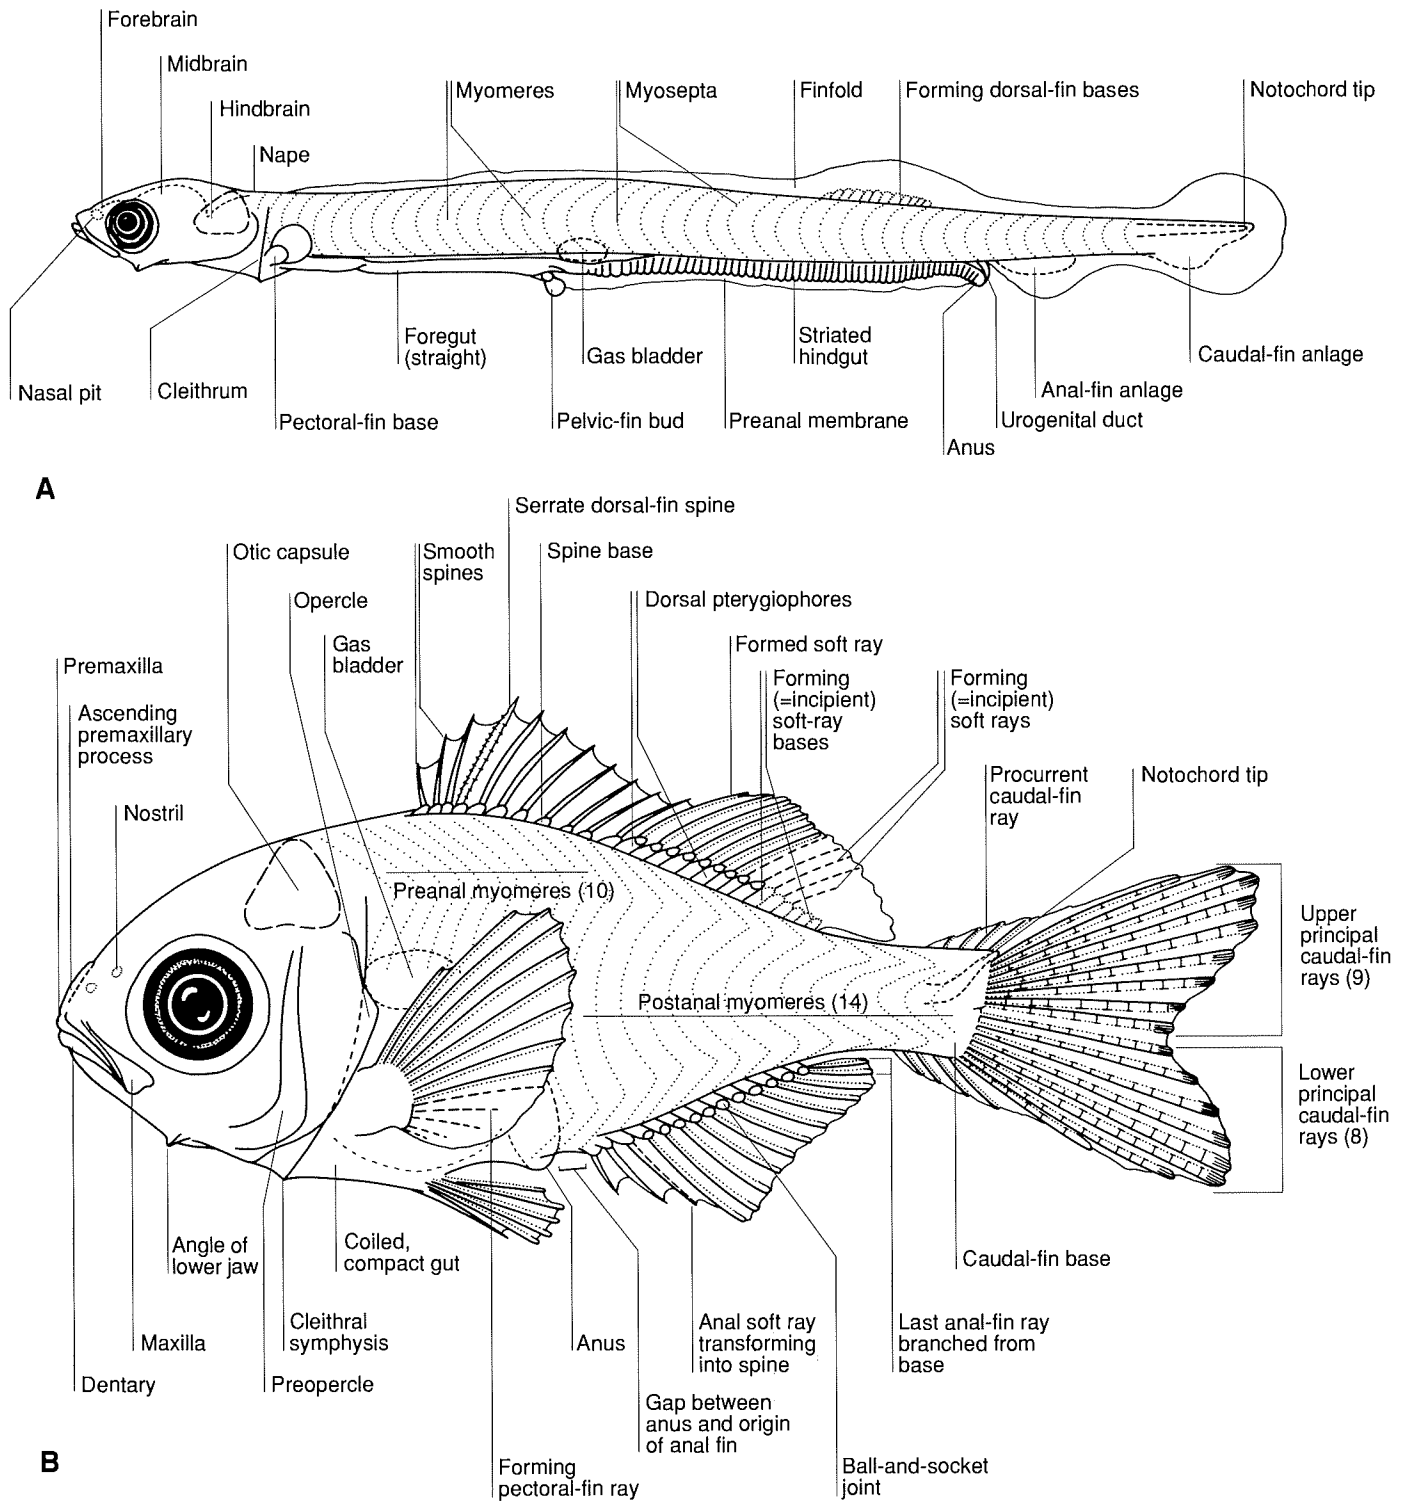 Forebrain
Midbrain
Hindbrain
Nape
Myomeres
Myosepta
Finfold
Forming dorsal-fin bases
Notochord tip
Nasal pit
Cleithrum
Pectoral-fin base
Foregut
(straight)
Pelvic-fin bud
Gas bladder
Preanal membrane
Striated
hindgut
Anus
Urogenital duct
Anal-fin anlage
Caudal-fin anlage
A
Serrate dorsal-fin spine
Otic capsule
Smooth
spines
Spine base
Opercle
Dorsal pterygiophores
Gas
bladder
Formed soft ray
Premaxilla
Forming
(=incipient)
soft-ray
bases
Forming
(=incipient)
soft rays
Ascending
premaxillary
process
Procurrent
caudal-fin
ray
Notochord tip
Nostril
Preanal myomeres (10)
Upper
principal
caudal-fin
rays (9)
Postanal myomeres (14)
Lower
principal
caudal-fin
rays (8)
Angle of
lower jaw
Coiled,
compact gut
Caudal-fin base
Maxilla
Cleithral
symphysis
Anus
Anal soft ray
transforming
into spine
Last anal-fin ray
branched from
base
Dentary
Preopercle
Gap between
anus and origin
of anal fin
B
Forming
pectoral-fin ray
Ball-and-socket
joint